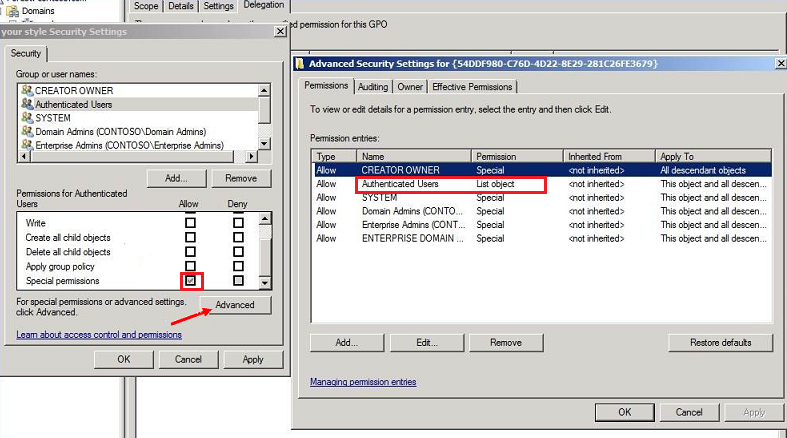 Domains
Scope Details Settings Delegation
ed permission for this GPO
your style Security Settings
Security
Group or user names:
CREATOR OWNER
Authenticated Users
SYSTEM
Domain Admins (CONTOSO\Domain Admins)
Enterprise Admins (CONTOSO\Enterprise Admins)
Add... Remove
Permissions for Authenticated
Users Allow Deny
Write
Create all child objects
Delete all child objects
Apply group policy
Special permissions
For special permissions or advanced settings,
click Advanced.
Advanced
Learn about access control and permissions
OK Cancel Apply
Advanced Security Settings for {54DDF980-C76D-4D22-8E29-281C26FE3679}
Permissions Auditing Owner Effective Permissions
To view or edit details for a permission entry, select the entry and then click Edit.
Permission entries:
Type Name Permission Inherited From Apply To
Allow CREATOR OWNER Special <not inherited> All descendant objects
Allow Authenticated Users List object <not inherited> This object and all descen...
Allow SYSTEM Special <not inherited> This object and all descen...
Allow Domain Admins (CONTO... Special <not inherited> This object and all descen...
Allow Enterprise Admins (CONT... Special <not inherited> This object and all descen...
Allow ENTERPRISE DOMAIN ... Special <not inherited> This object and all descen...
Add... Edit... Remove Restore defaults
Managing permission entries
OK Cancel Apply